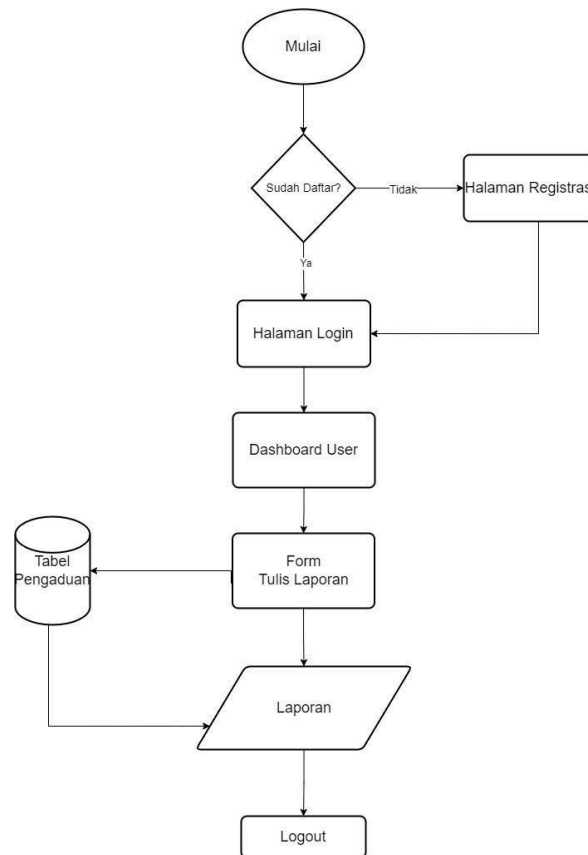 Mulai
Sudah Daftar?
Tidak
Halaman Registras
Ya
Halaman Login
Dashboard User
Form
Tulis Laporan
Tabel
Pengaduan
Laporan
Logout